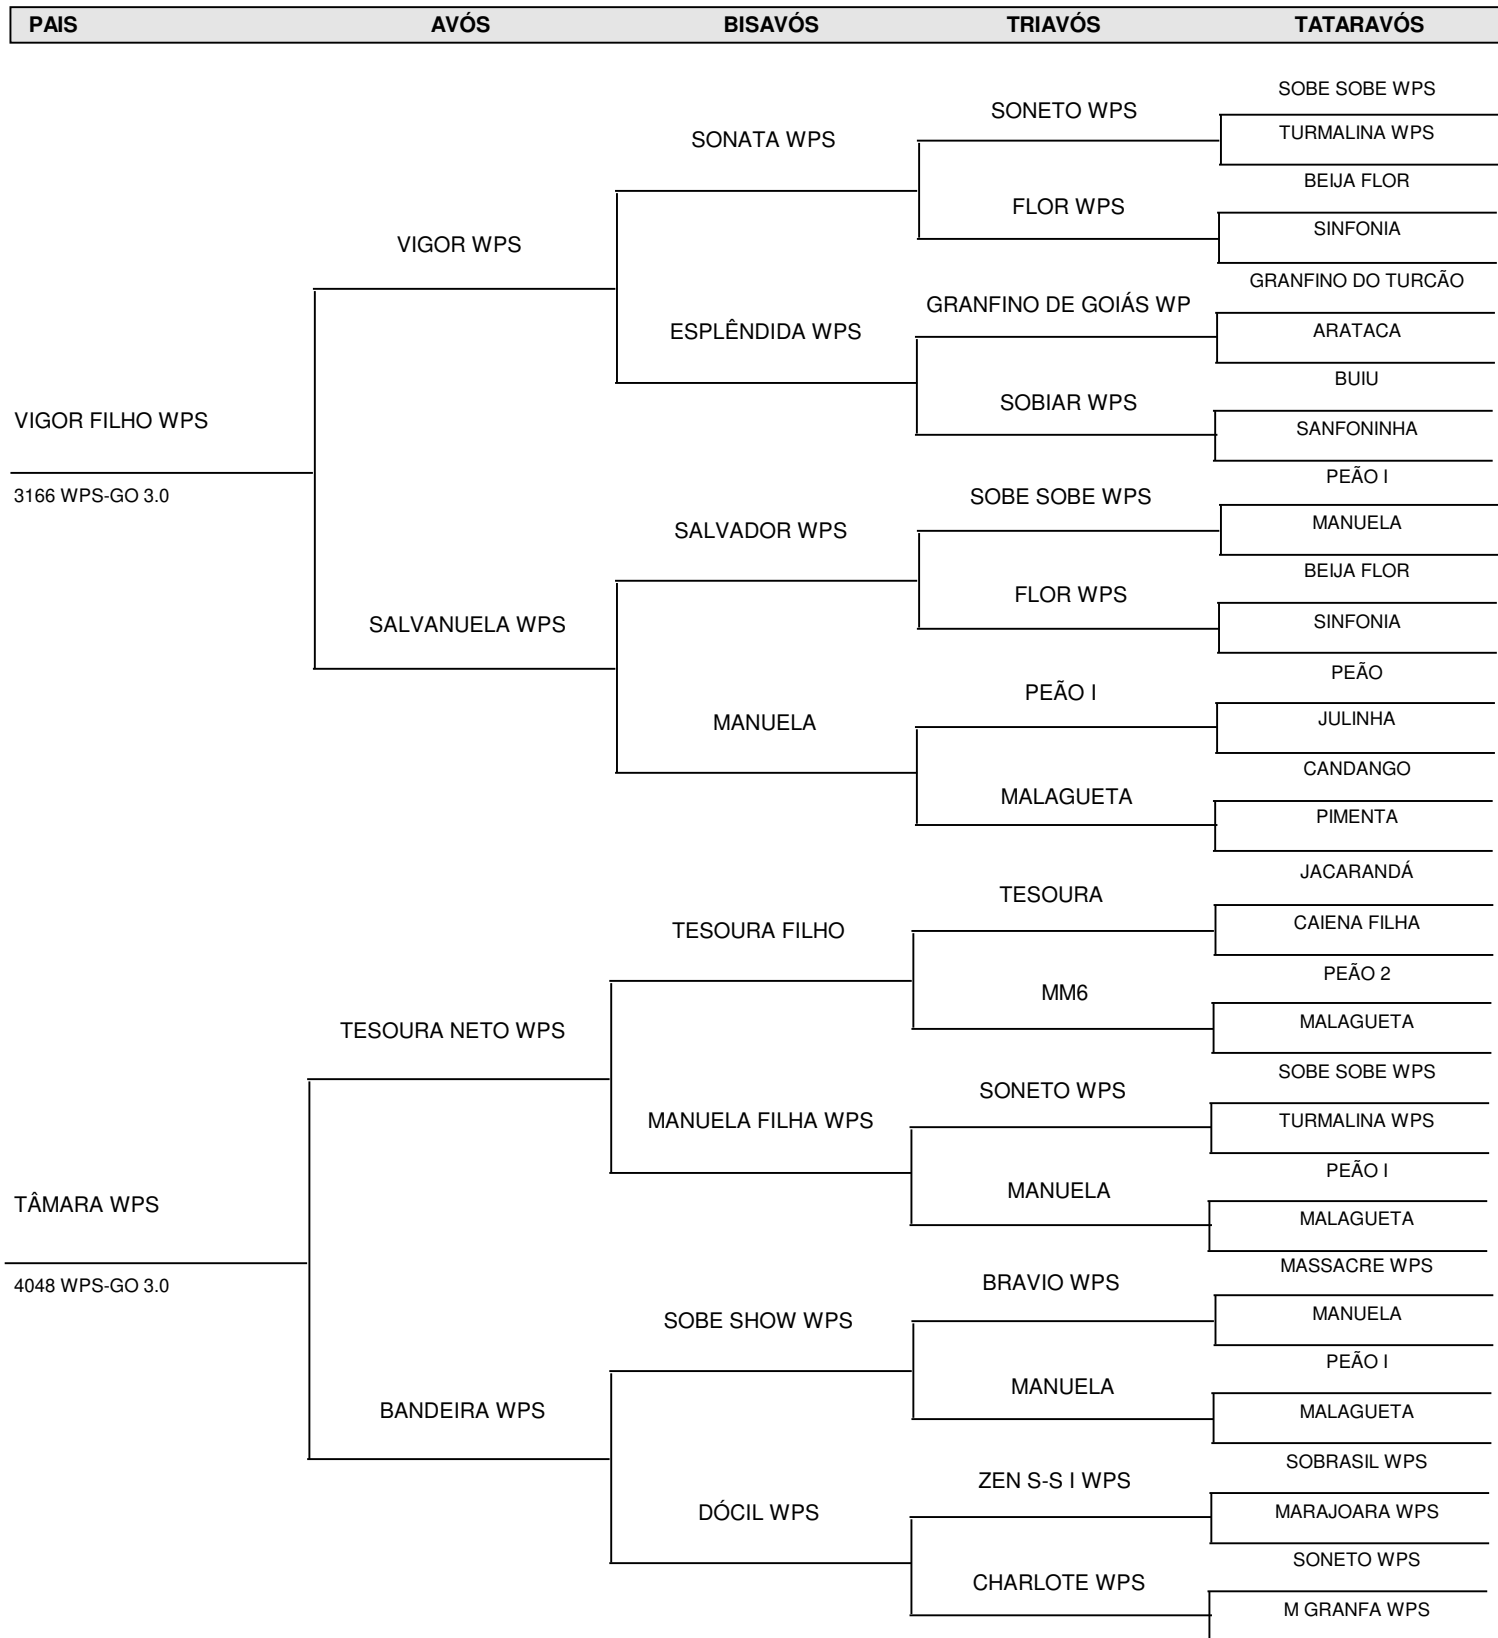 PAIS AVÓS BISAVÓS TRIAVÓS TATARAVÓS
SOBE SOBE WPS
SONETO WPS
TURMALINA WPS
SONATA WPS
BEIJA FLOR
FLOR WPS
SINFONIA
VIGOR WPS
GRANFINO DO TURCÃO
GRANFINO DE GOIÁS WP
ESPLÊNDIDA WPS
ARATACA
BUIU
SOBIAR WPS
VIGOR FILHO WPS
SANFONINHA
PEÃO I
3166 WPS-GO 3.0
SOBE SOBE WPS
MANUELA
SALVADOR WPS
BEIJA FLOR
FLOR WPS
SINFONIA
SALVANUELA WPS
PEÃO
PEÃO I
JULINHA
MANUELA
CANDANGO
MALAGUETA
PIMENTA
JACARANDÁ
TESOURA
CAIENA FILHA
TESOURA FILHO
PEÃO 2
MM6
MALAGUETA
TESOURA NETO WPS
SOBE SOBE WPS
SONETO WPS
TURMALINA WPS
MANUELA FILHA WPS
PEÃO I
MANUELA
TÂMARA WPS
MALAGUETA
MASSACRE WPS
4048 WPS-GO 3.0
BRAVIO WPS
MANUELA
SOBE SHOW WPS
PEÃO I
MANUELA
BANDEIRA WPS
MALAGUETA
SOBRASIL WPS
ZEN S-S I WPS
MARAJOARA WPS
DÓCIL WPS
SONETO WPS
CHARLOTE WPS
M GRANFA WPS